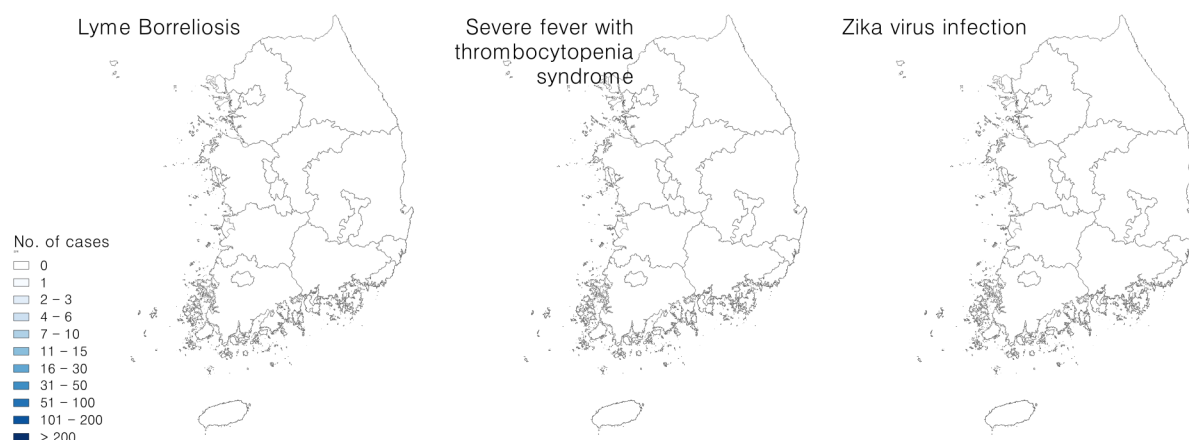 Lyme Borreliosis
Severe fever with
thrombocytopenia
syndrome
Zika virus infection
No. of cases
0
1
2 – 3
4 – 6
7 – 10
11 – 15
16 – 30
31 – 50
51 – 100
101 – 200
> 200